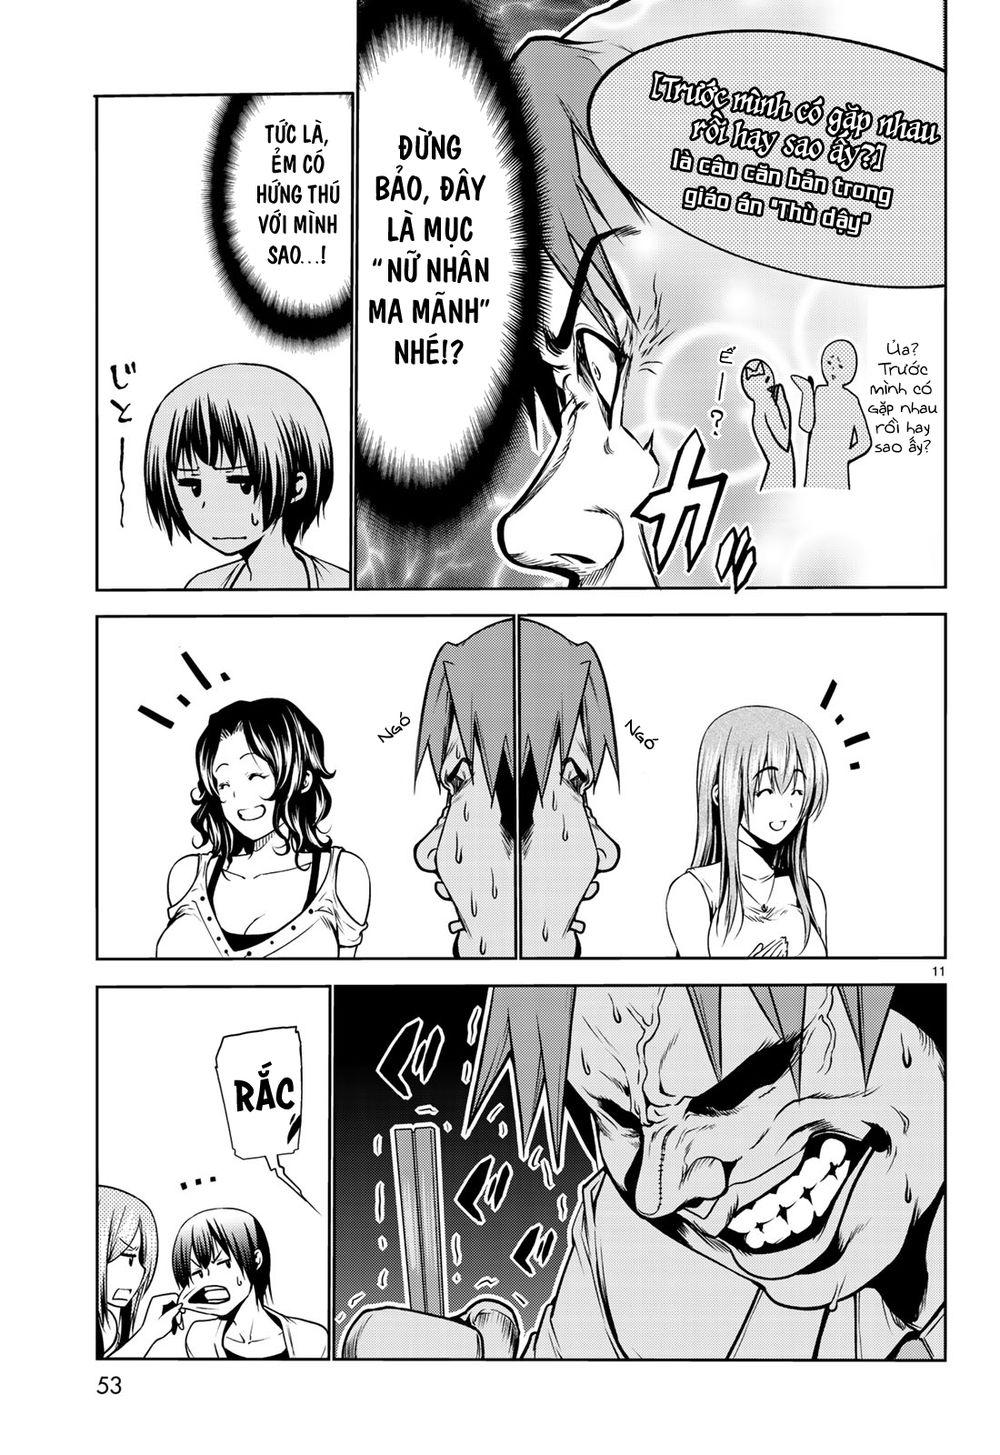 [Trước mình có gặp nhau
rồi hay sao ấy?]
là câu căn bản trong
giáo án "Thù dậy"
Ủa?
Trước
mình có
gặp nhau
rồi hay
sao ấy?
Ể
—
?
ガ
ーッ
ĐỪNG
BẢO, ĐÂY
LÀ MỤC
"NỮ NHÂN
MA MÃNH"
NHÉ!?
TỨC LÀ,
ẺM CÓ
HỨNG THÚ
VỚI MÌNH
SAO...!
じとー
NGÓ
NGÓ
11
RẮC
...
53